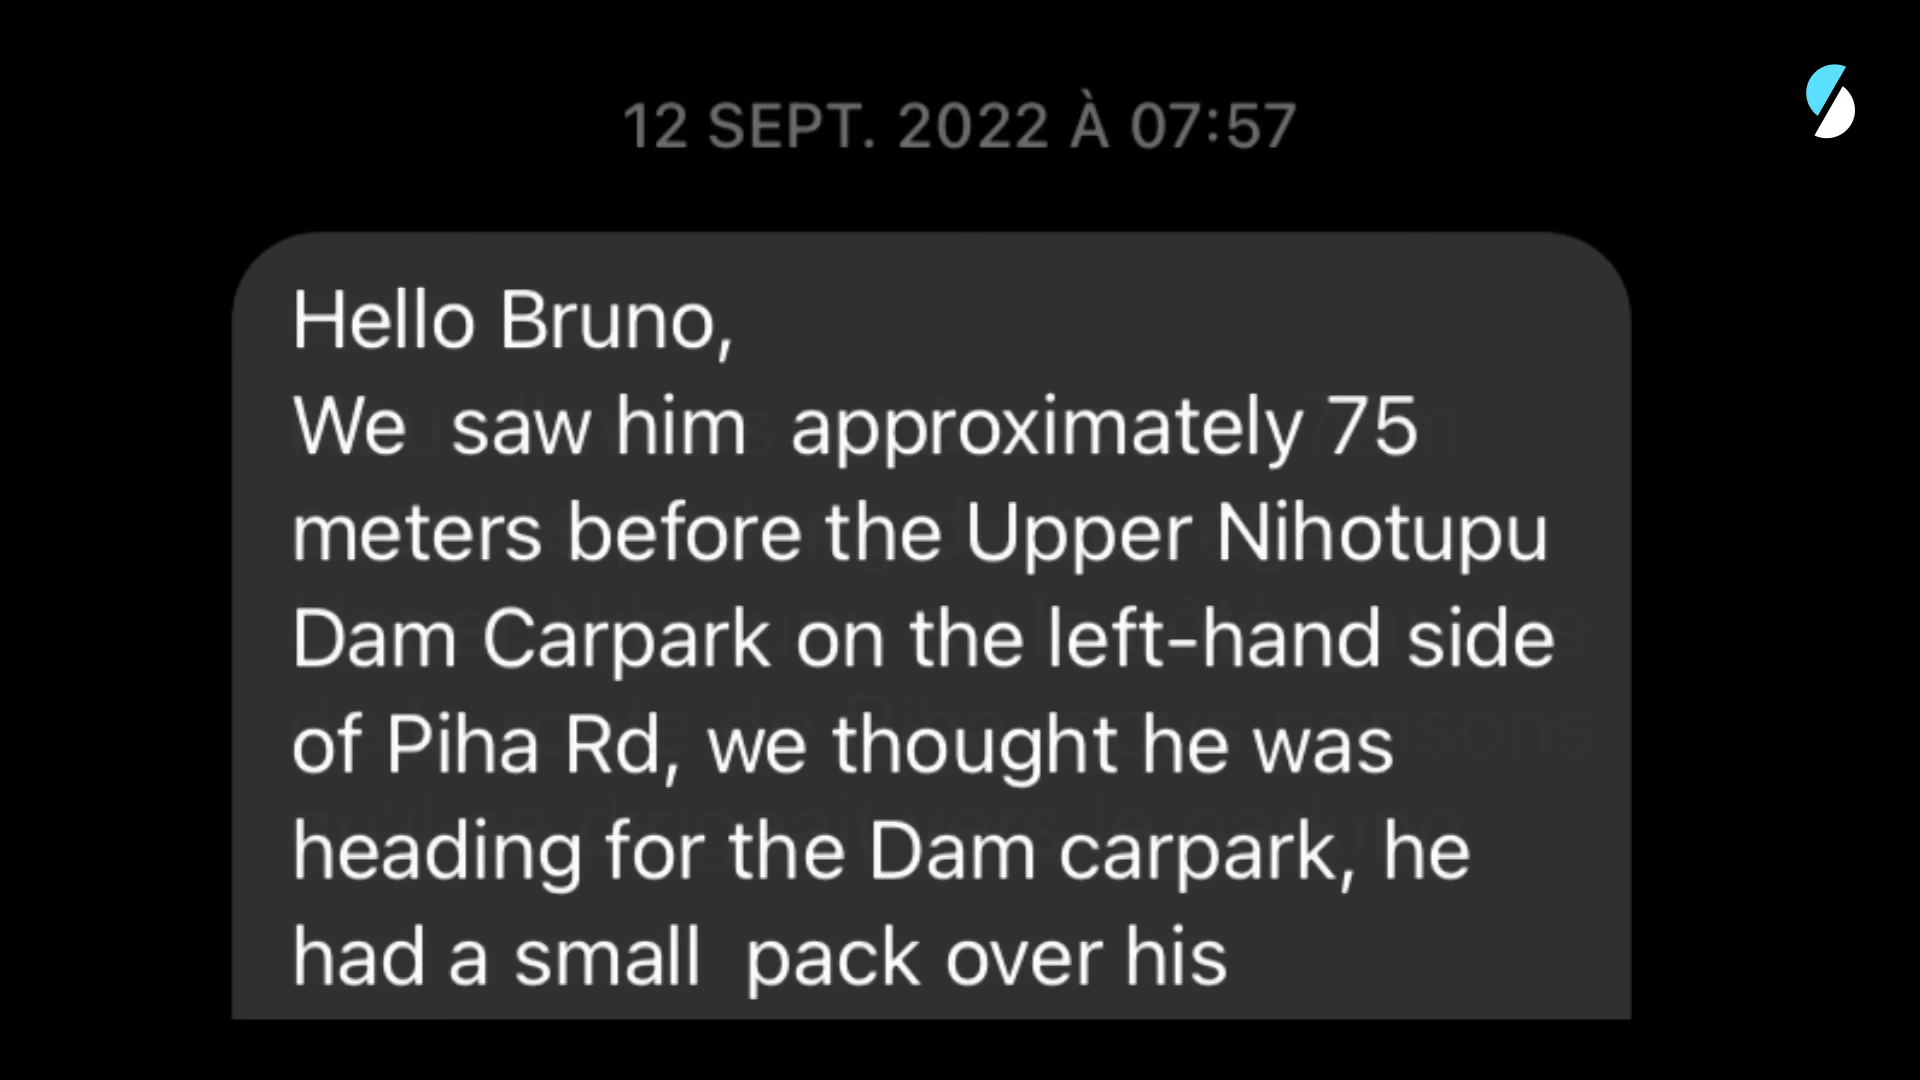 12 SEPT. 2022 À 07:57
Hello Bruno,
We saw him approximately 75
meters before the Upper Nihotupu
Dam Carpark on the left-hand side
of Piha Rd, we thought he was
heading for the Dam carpark, he
had a small pack over his